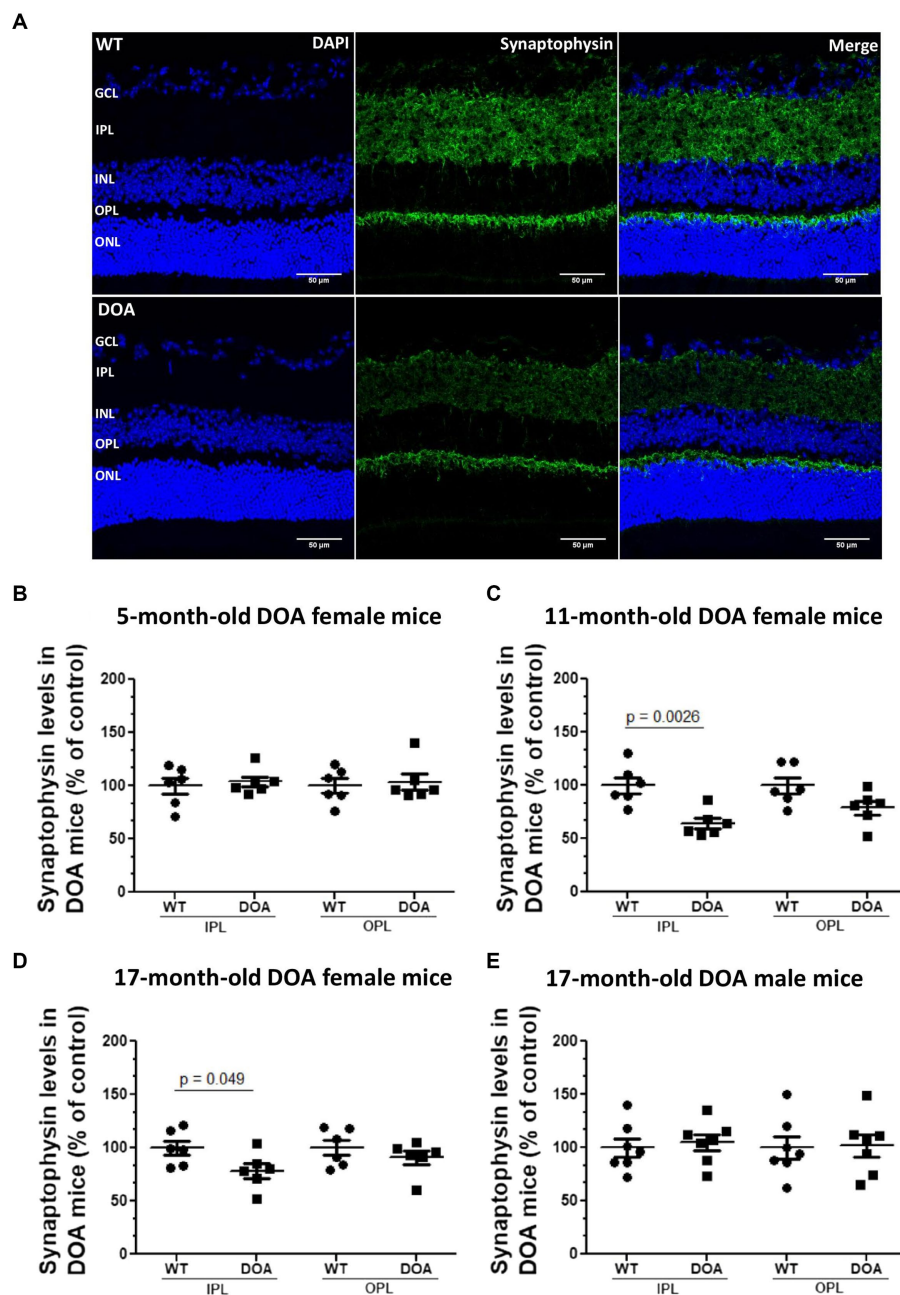 A
WT DAPI Synaptophysin Merge
GCL
IPL
INL
OPL
ONL
50 µm 50 µm 50 µm
DOA
GCL
IPL
INL
OPL
ONL
50 µm 50 µm 50 µm
B
5-month-old DOA female mice
Synaptophysin levels in
DOA mice (% of control)
200
150
100
50
0
WT DOA WT DOA
IPL OPL
C
11-month-old DOA female mice
Synaptophysin levels in
DOA mice (% of control)
200
150
100
50
0
p = 0.0026
WT DOA WT DOA
IPL OPL
D
17-month-old DOA female mice
Synaptophysin levels in
DOA mice (% of control)
200
150
100
50
0
p = 0.049
WT DOA WT DOA
IPL OPL
E
17-month-old DOA male mice
Synaptophysin levels in
DOA mice (% of control)
200
150
100
50
0
WT DOA WT DOA
IPL OPL